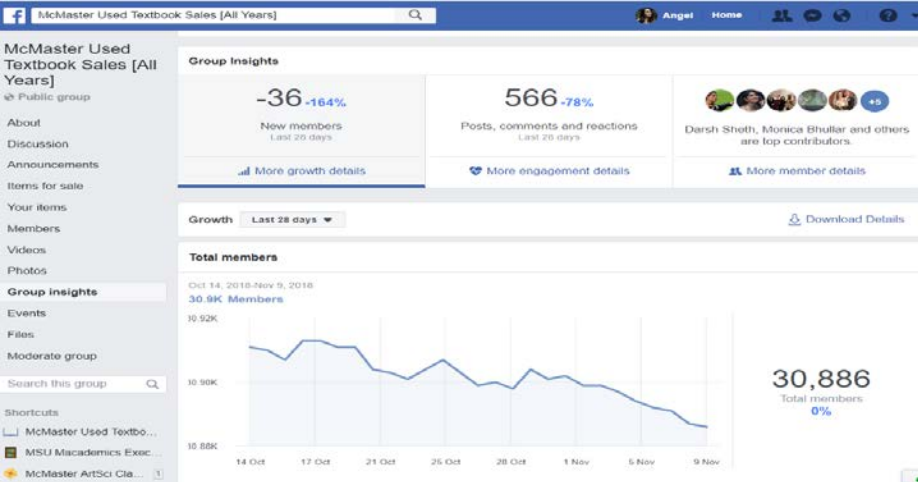 McMaster Used Textbook Sales [All Years]
Angel
Home
McMaster Used
Textbook Sales [All
Years]
Public group
About
Discussion
Announcements
Items for sale
Your items
Members
Videos
Photos
Group insights
Events
Files
Moderate group
Search this group
Shortcuts
McMaster Used Textbo...
MSU Macademics Exec...
McMaster ArtSci Cla... 1
Group Insights
-36 -164%
New members
Last 28 days
More growth details
566 -78%
Posts, comments and reactions
Last 28 days
More engagement details
+5
Darsh Sheth, Monica Bhullar and others
are top contributors.
More member details
Growth
Last 28 days
Download Details
Total members
Oct 14, 2018-Nov 9, 2018
30.9K Members
30.92K
30.90K
30.88K
14 Oct 17 Oct 21 Oct 25 Oct 28 Oct 1 Nov 5 Nov 9 Nov
30,886
Total members
0%